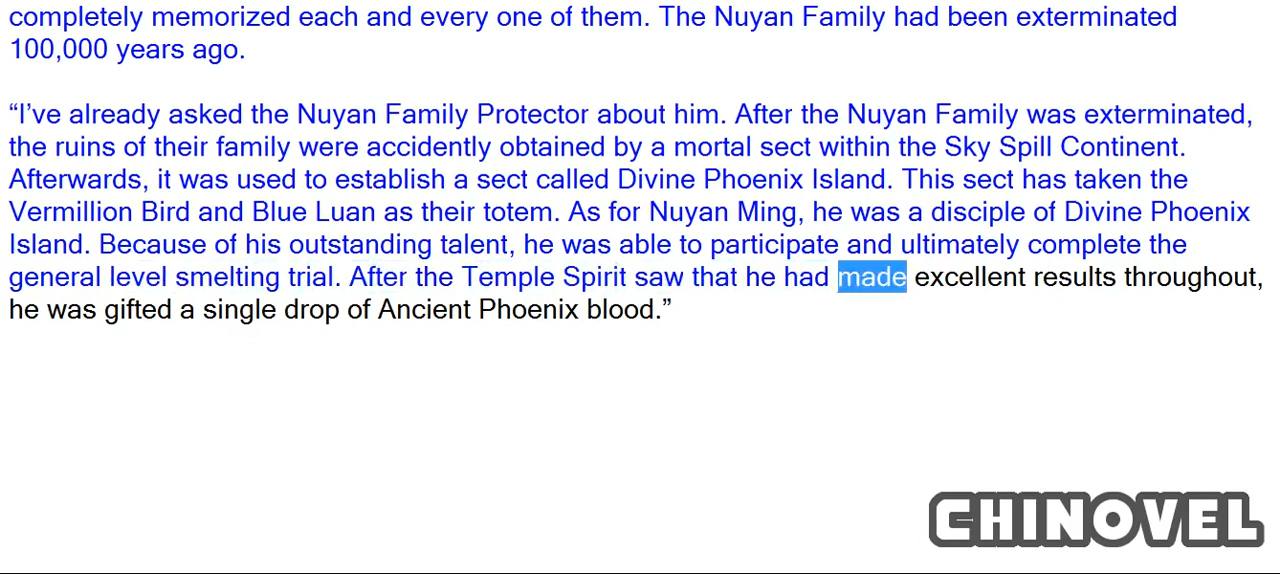 completely memorized each and every one of them. The Nuyan Family had been exterminated
100,000 years ago.
“I’ve already asked the Nuyan Family Protector about him. After the Nuyan Family was exterminated,
the ruins of their family were accidently obtained by a mortal sect within the Sky Spill Continent.
Afterwards, it was used to establish a sect called Divine Phoenix Island. This sect has taken the
Vermillion Bird and Blue Luan as their totem. As for Nuyan Ming, he was a disciple of Divine Phoenix
Island. Because of his outstanding talent, he was able to participate and ultimately complete the
general level smelting trial. After the Temple Spirit saw that he had made excellent results throughout,
he was gifted a single drop of Ancient Phoenix blood.”
CHINOVEL